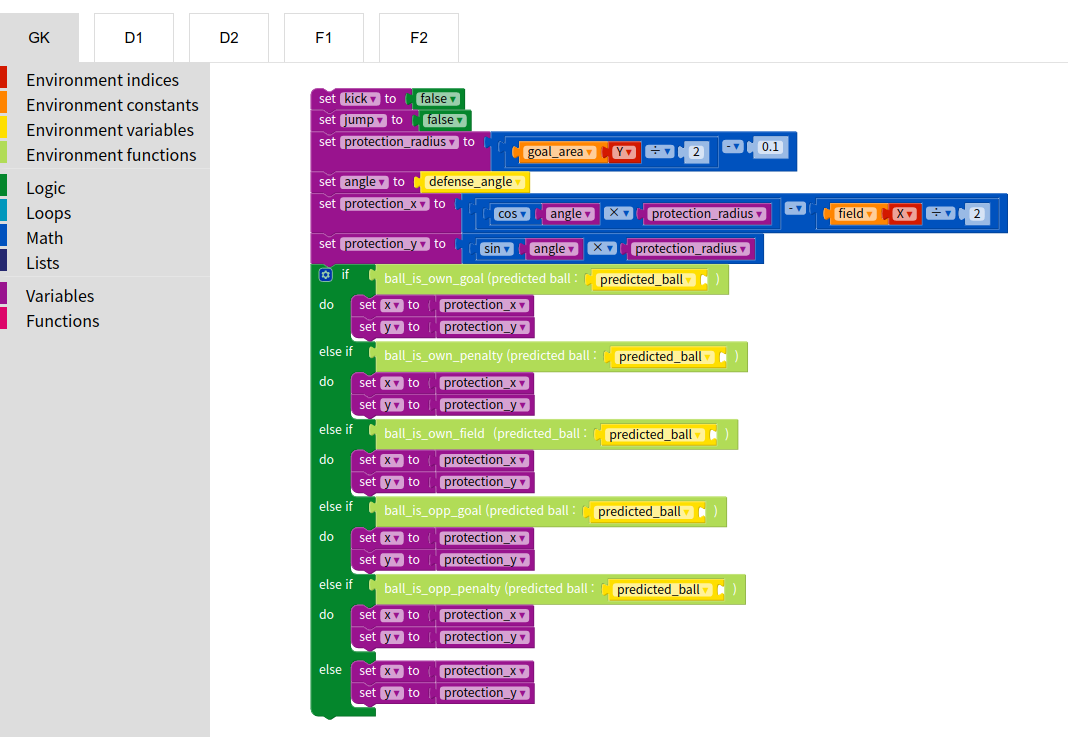 GK D1 D2 F1 F2
Environment indices
Environment constants
Environment variables
Environment functions
Logic
Loops
Math
Lists
Variables
Functions
set kick to false
set jump to false
set protection_radius to goal_area Y ÷ 2 - 0.1
set angle to defense_angle
set protection_x to cos angle × protection_radius - field X ÷ 2
set protection_y to sin angle × protection_radius
if ball_is_own_goal (predicted ball : predicted_ball )
do set x to protection_x
set y to protection_y
else if ball_is_own_penalty (predicted ball : predicted_ball )
do set x to protection_x
set y to protection_y
else if ball_is_own_field (predicted_ball : predicted_ball )
do set x to protection_x
set y to protection_y
else if ball_is_opp_goal (predicted ball : predicted_ball )
do set x to protection_x
set y to protection_y
else if ball_is_opp_penalty (predicted ball : predicted_ball )
do set x to protection_x
set y to protection_y
else set x to protection_x
set y to protection_y